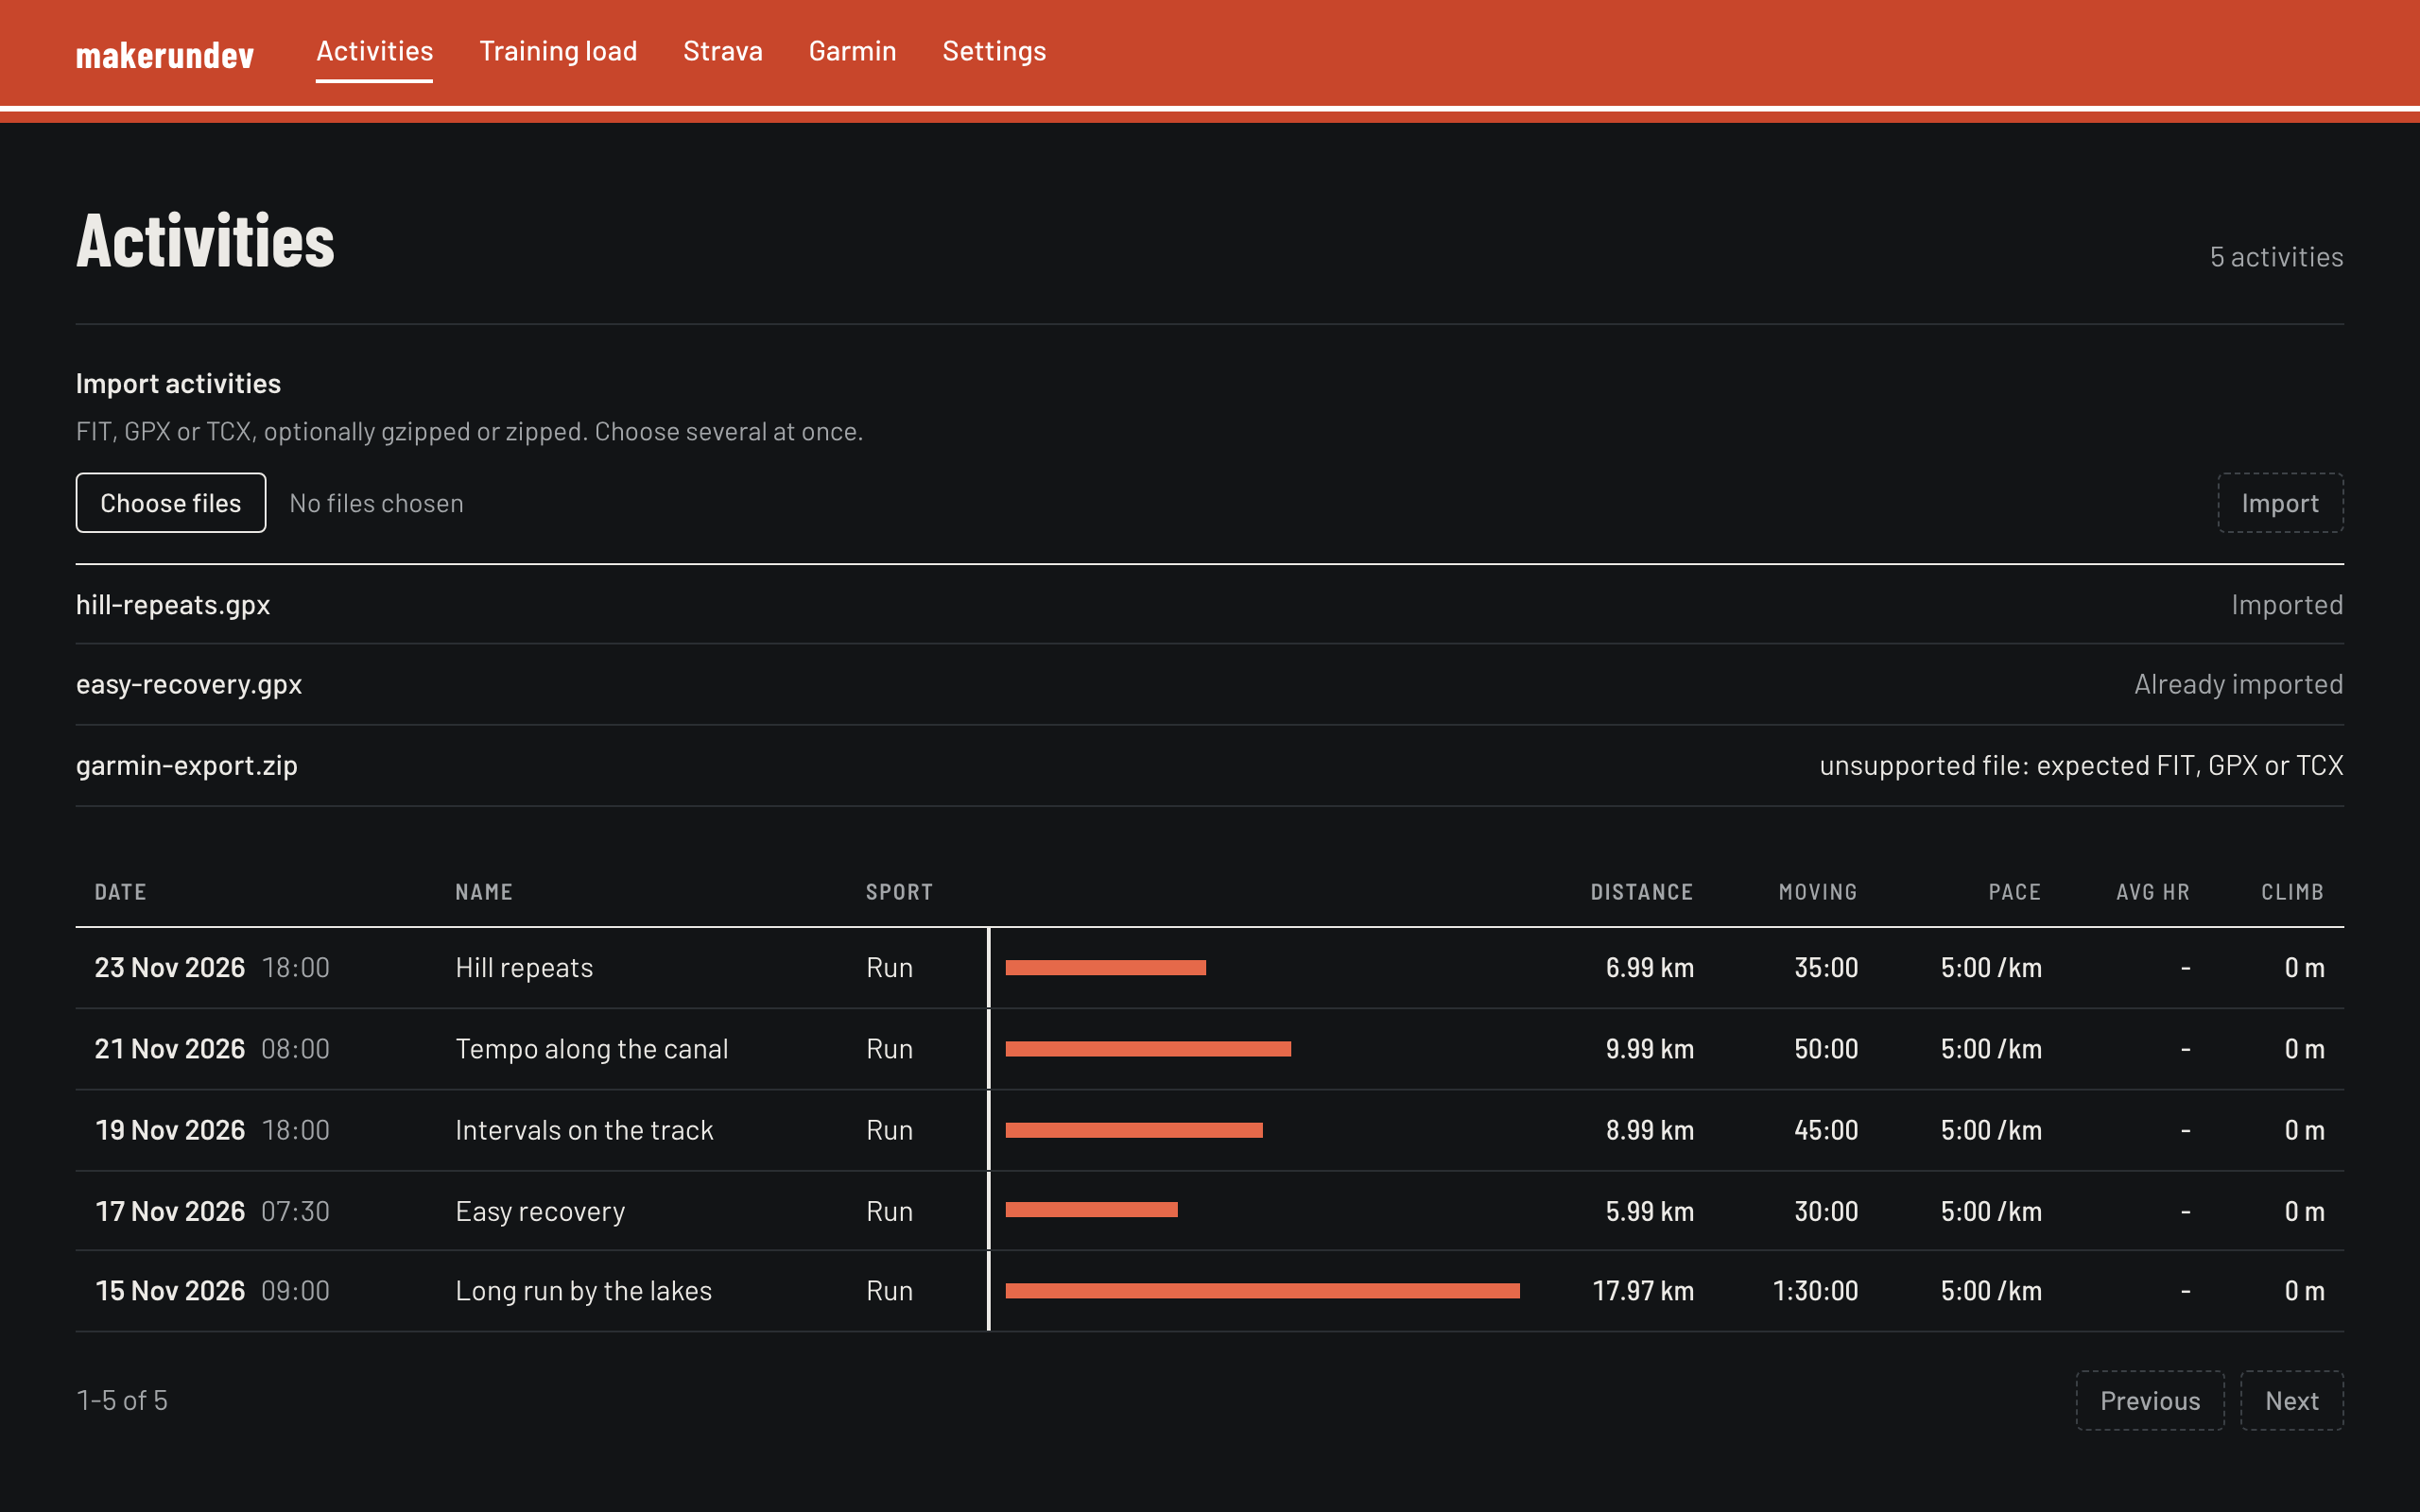 makerundev Activities Training load Strava Garmin Settings
Activities
5 activities
Import activities
FIT, GPX or TCX, optionally gzipped or zipped. Choose several at once.
Choose files No files chosen Import
hill-repeats.gpx Imported
easy-recovery.gpx Already imported
garmin-export.zip unsupported file: expected FIT, GPX or TCX
DATE NAME SPORT DISTANCE MOVING PACE AVG HR CLIMB
23 Nov 2026 18:00 Hill repeats Run 6.99 km 35:00 5:00 /km - 0 m
21 Nov 2026 08:00 Tempo along the canal Run 9.99 km 50:00 5:00 /km - 0 m
19 Nov 2026 18:00 Intervals on the track Run 8.99 km 45:00 5:00 /km - 0 m
17 Nov 2026 07:30 Easy recovery Run 5.99 km 30:00 5:00 /km - 0 m
15 Nov 2026 09:00 Long run by the lakes Run 17.97 km 1:30:00 5:00 /km - 0 m
1-5 of 5 Previous Next